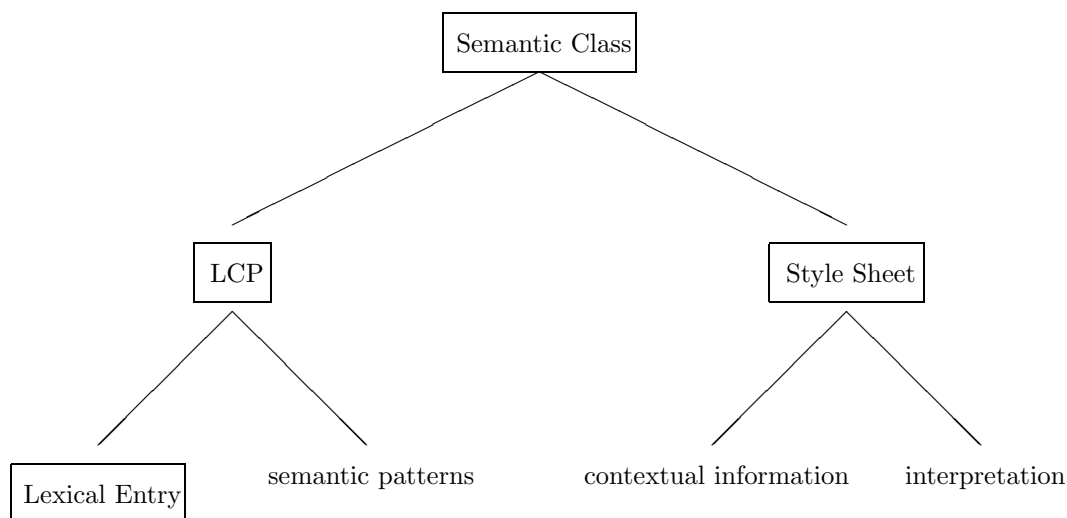 Semantic Class
LCP
Style Sheet
Lexical Entry
semantic patterns
contextual information
interpretation